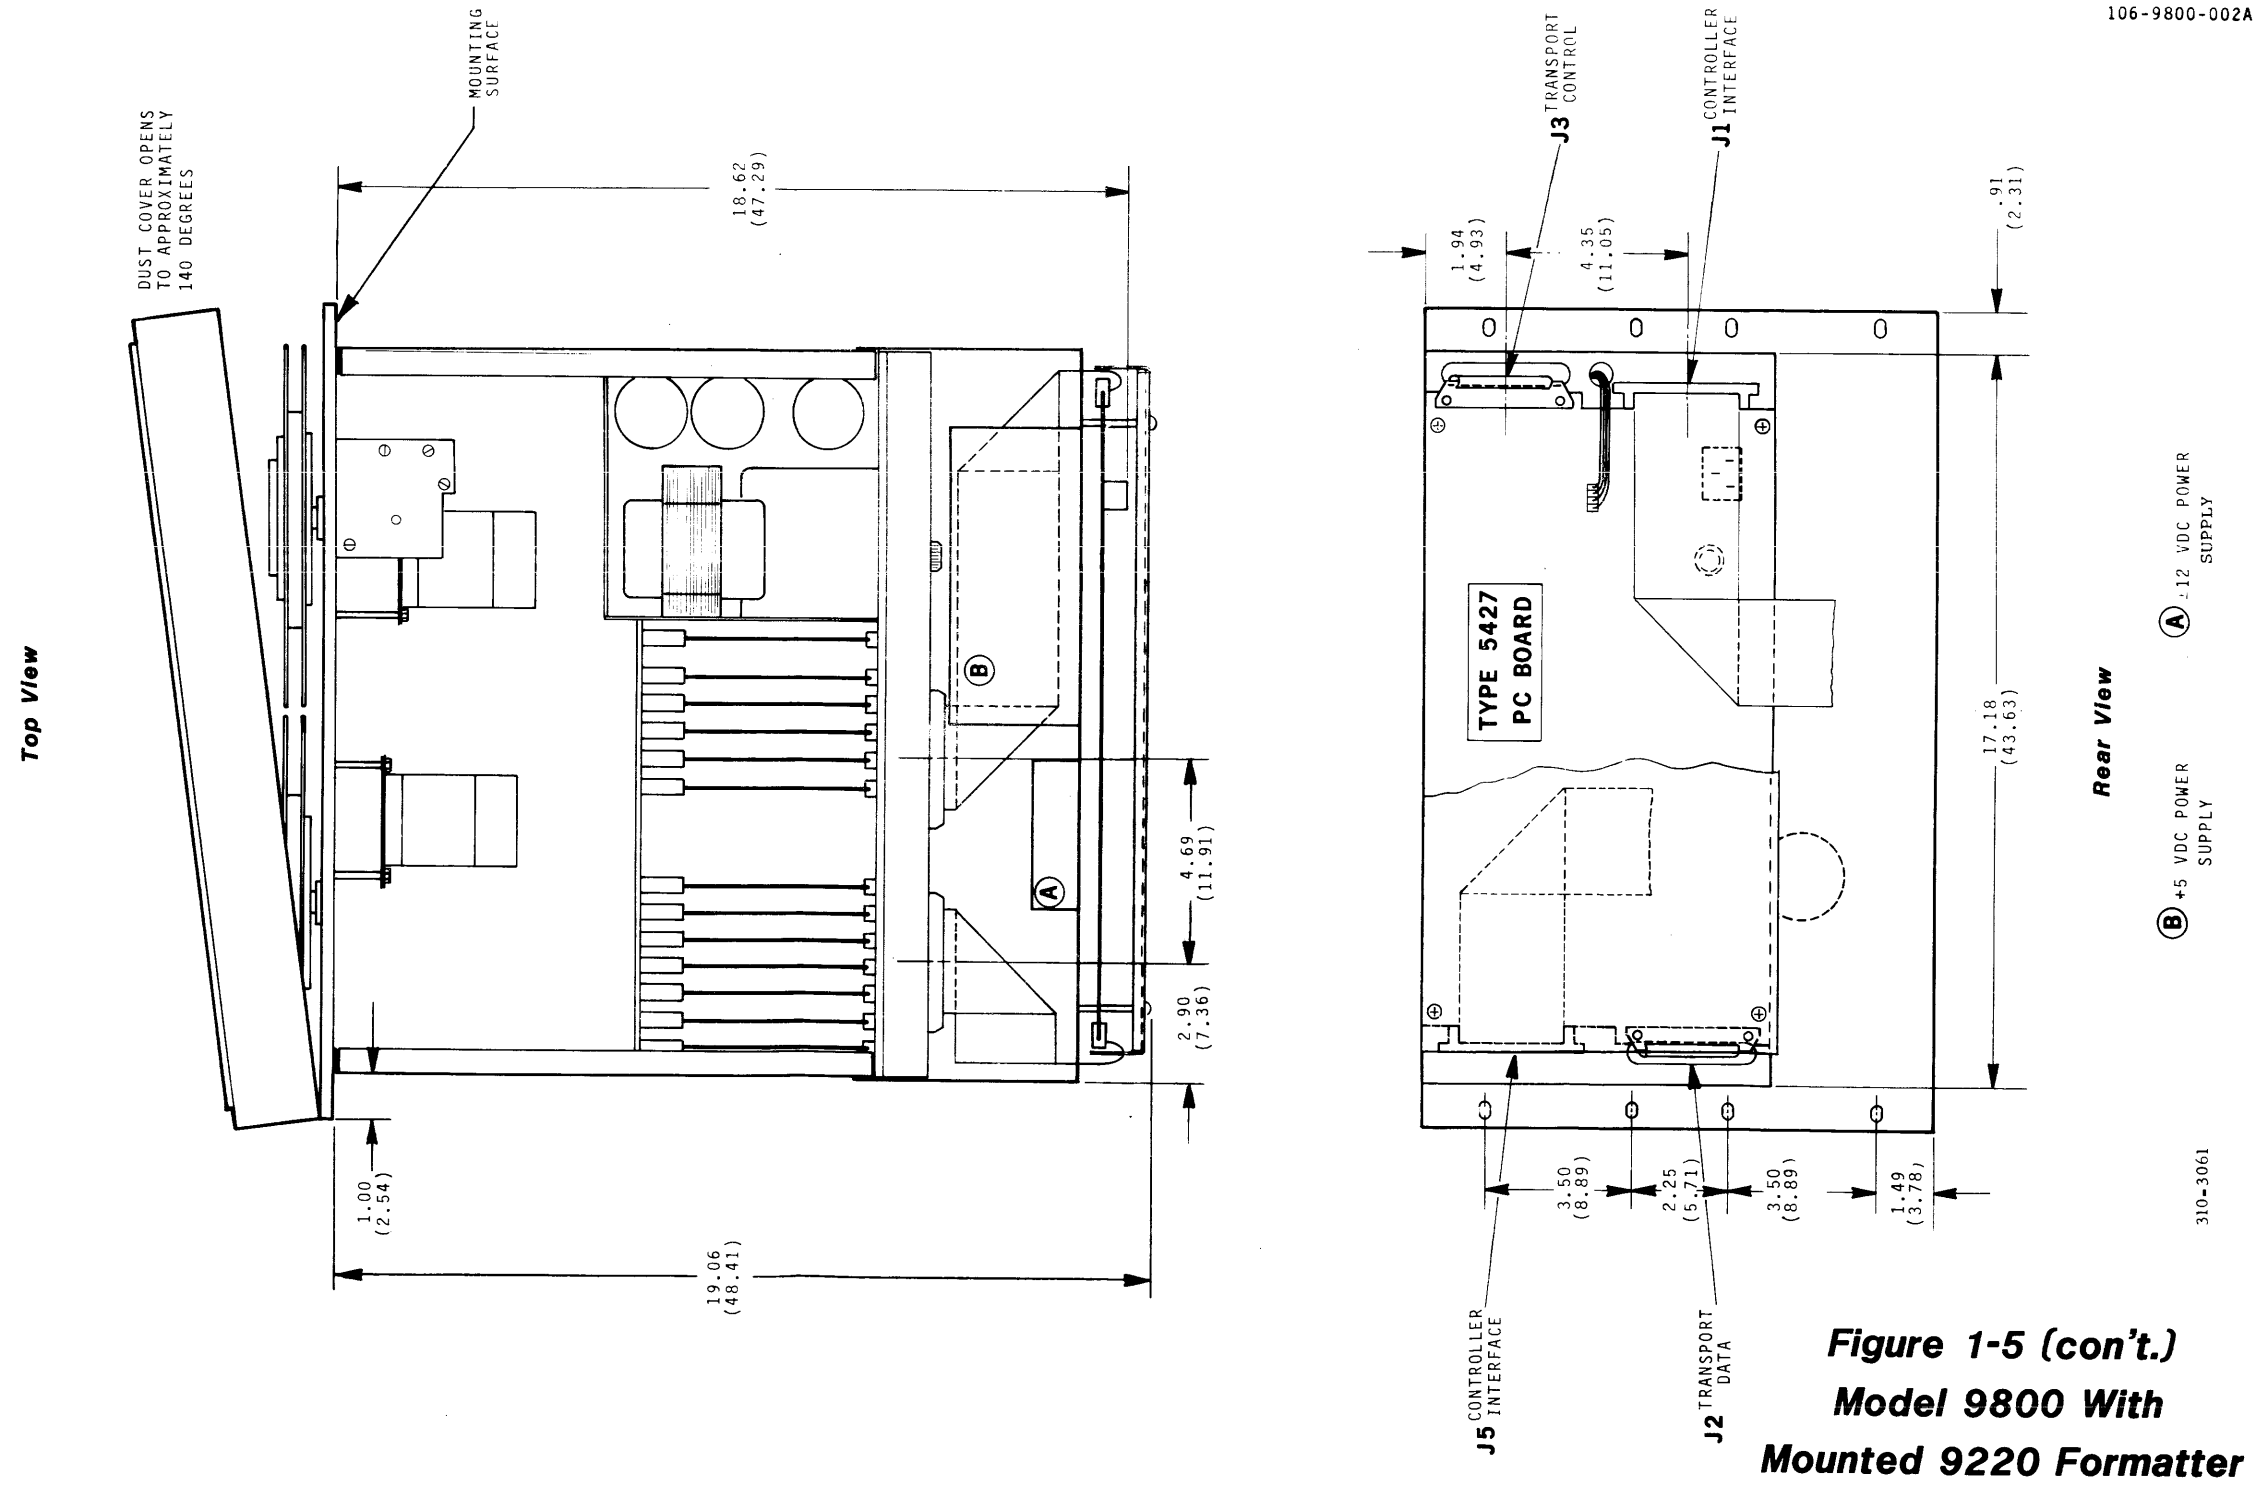 106-9800-002A
Top View
DUST COVER OPENS
TO APPROXIMATELY
140 DEGREES
MOUNTING
SURFACE
18.62
(47.29)
B
A
4.69
(11.91)
2.90
(7.36)
1.00
(2.54)
19.06
(48.41)
J3 TRANSPORT
CONTROL
J1 CONTROLLER
INTERFACE
1.94
(4.93)
4.35
(11.05)
.91
(2.31)
TYPE 5427
PC BOARD
17.18
(43.63)
3.50
(8.89)
2.25
(5.71)
3.50
(8.89)
1.49
(3.78)
J5 CONTROLLER
INTERFACE
J2 TRANSPORT
DATA
Rear View
A ±12 VDC POWER
SUPPLY
B +5 VDC POWER
SUPPLY
310-3061
Figure 1-5 (con't.)
Model 9800 With
Mounted 9220 Formatter